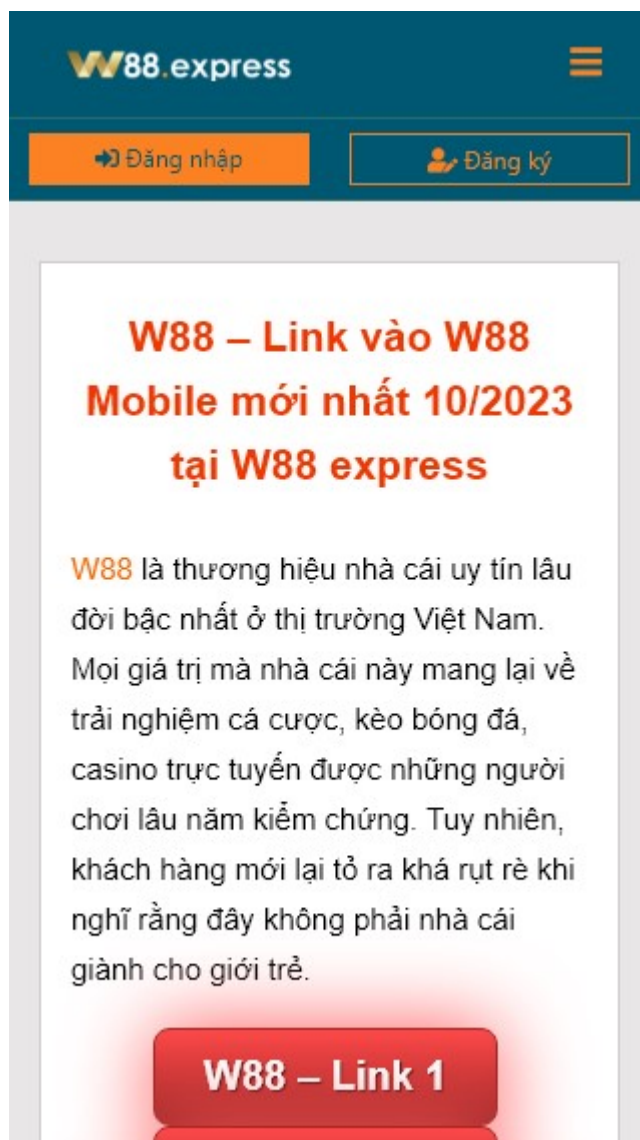 W88.express
Đăng nhập
Đăng ký
W88 – Link vào W88
Mobile mới nhất 10/2023
tại W88 express
W88 là thương hiệu nhà cái uy tín lâu
đời bậc nhất ở thị trường Việt Nam.
Mọi giá trị mà nhà cái này mang lại về
trải nghiệm cá cược, kèo bóng đá,
casino trực tuyến được những người
chơi lâu năm kiểm chứng. Tuy nhiên,
khách hàng mới lại tỏ ra khá rụt rè khi
nghĩ rằng đây không phải nhà cái
giành cho giới trẻ.
W88 – Link 1